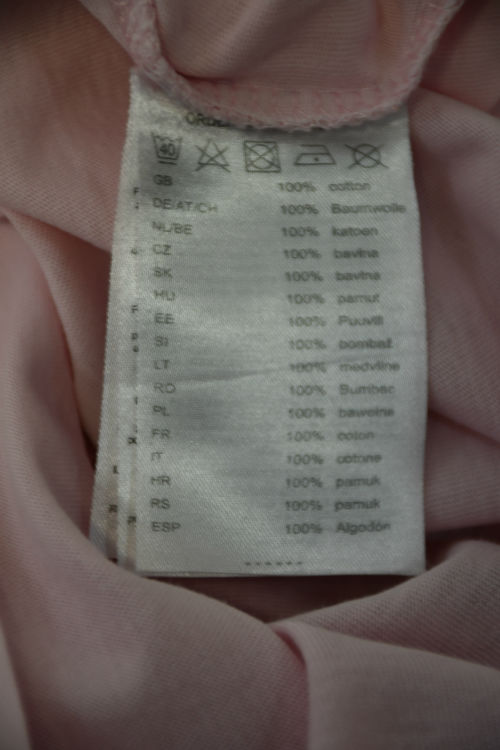 40
GB 100% cotton
DE/AT/CH 100% Baumwolle
NL/BE 100% katoen
CZ 100% bavlna
SK 100% bavlna
HU 100% pamut
EE 100% Puuvill
SI 100% bombaž
LT 100% medvilnė
RO 100% Bumbac
PL 100% bawełna
FR 100% coton
IT 100% cotone
HR 100% pamuk
RS 100% pamuk
ESP 100% Algodón